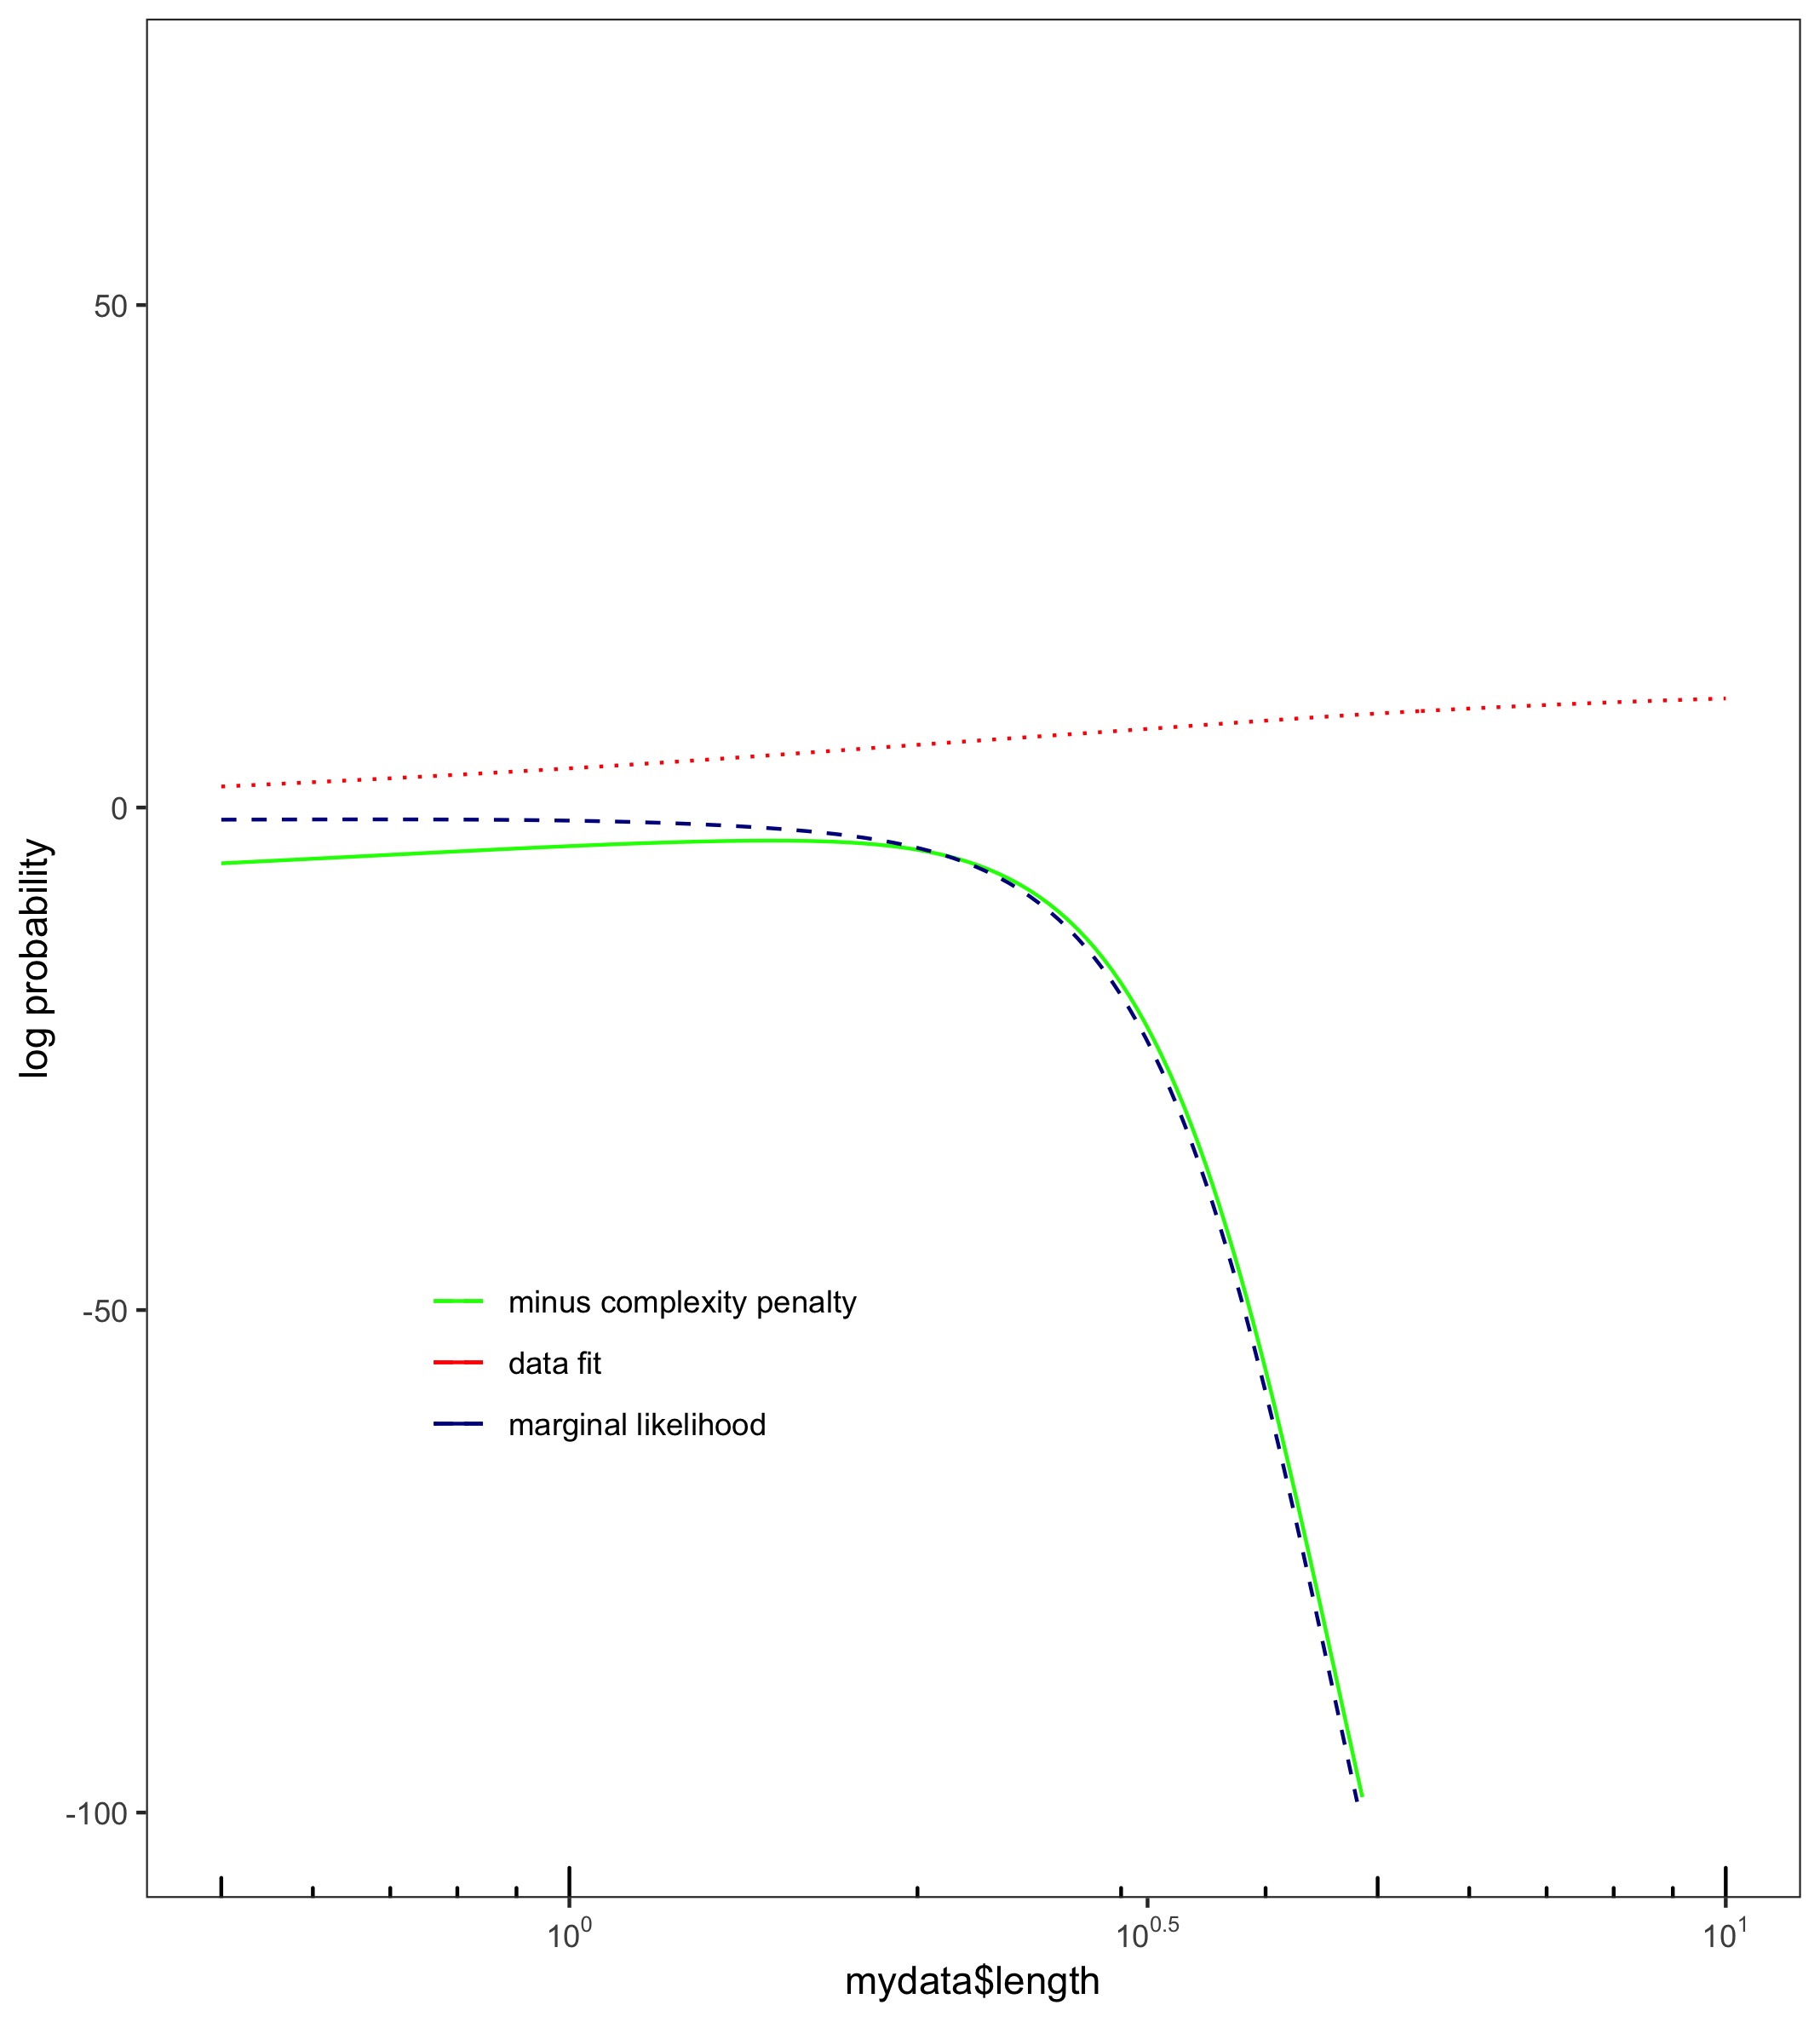 50
0
-50
-100
log probability
minus complexity penalty
data fit
marginal likelihood
10^0 10^0.5 10^1
mydata$length